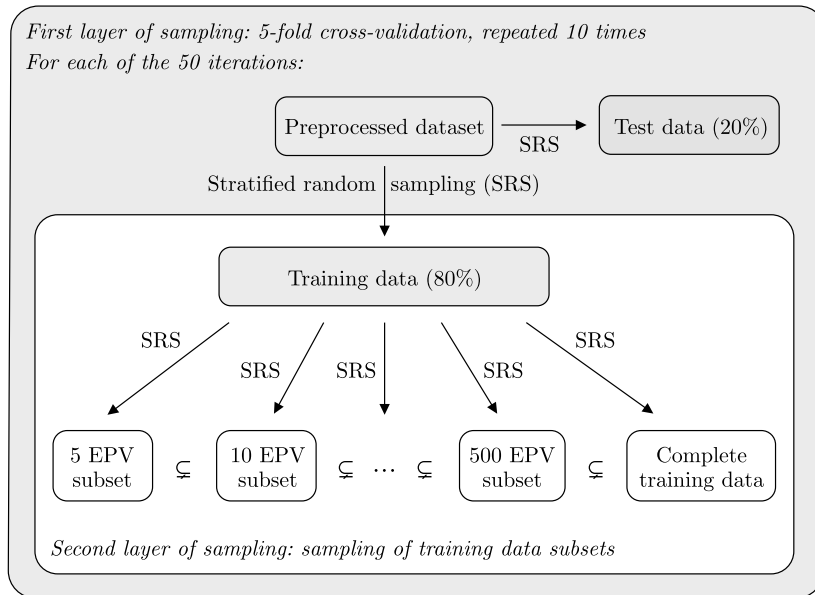 First layer of sampling: 5-fold cross-validation, repeated 10 times
For each of the 50 iterations:
Preprocessed dataset
SRS
Test data (20%)
Stratified random sampling (SRS)
Training data (80%)
SRS
SRS
SRS
SRS
SRS
5 EPV
subset
⊊
10 EPV
subset
⊊ ⋯ ⊊
500 EPV
subset
⊊
Complete
training data
Second layer of sampling: sampling of training data subsets